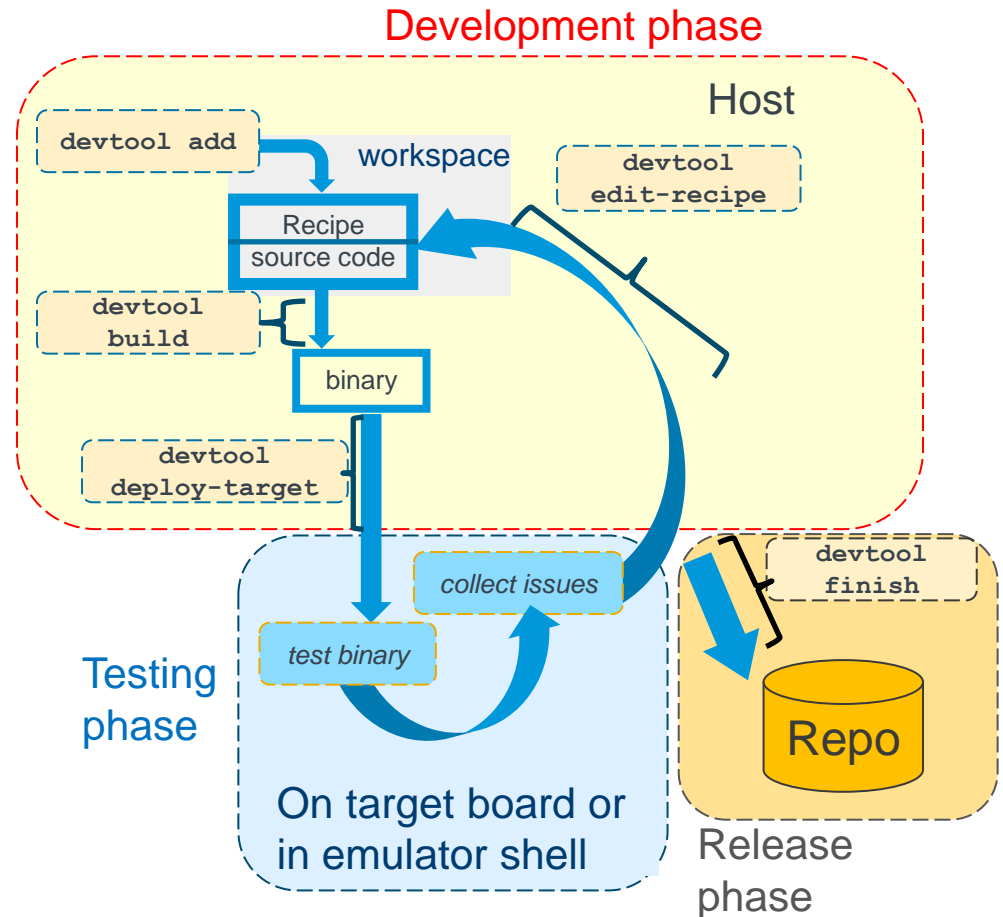 Development phase
Host
devtool add
workspace
devtool
edit-recipe
Recipe
source code
devtool
build
binary
devtool
deploy-target
collect issues
devtool
finish
test binary
Testing
phase
Repo
On target board or
in emulator shell
Release
phase